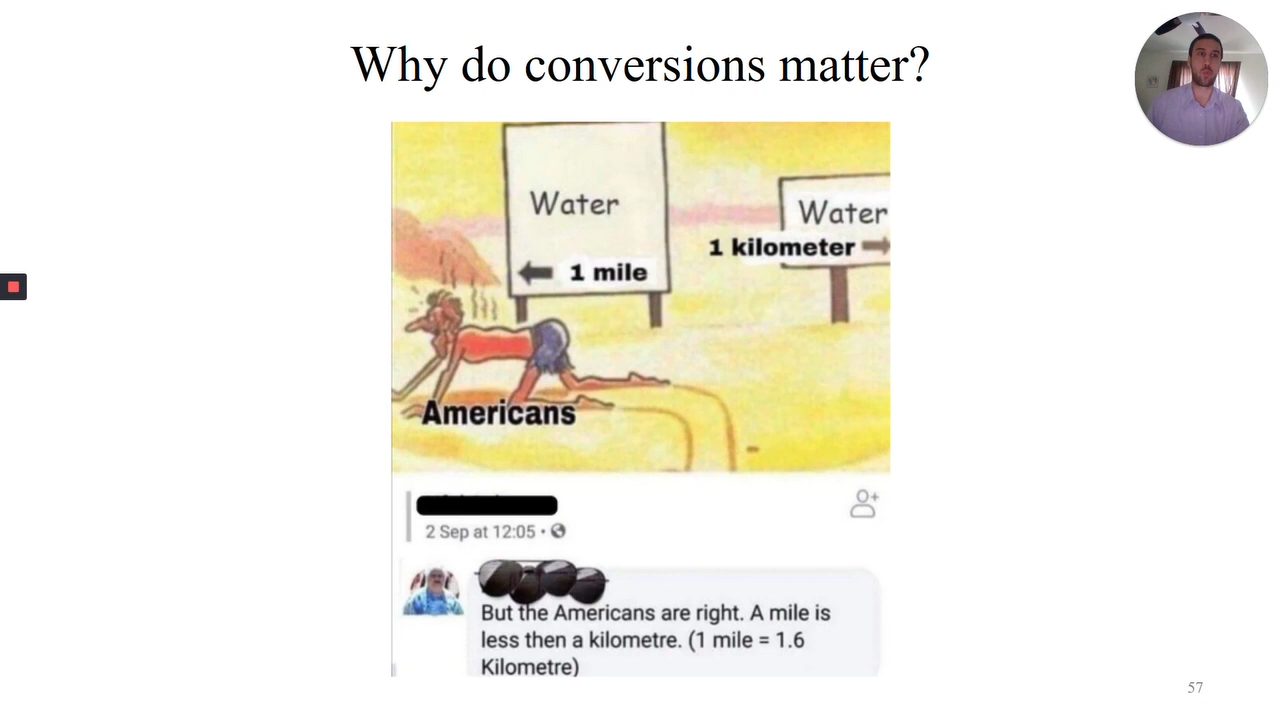 Why do conversions matter?
Water
1 mile
Water
1 kilometer
Americans
2 Sep at 12:05
But the Americans are right. A mile is
less then a kilometre. (1 mile = 1.6
Kilometre)
57